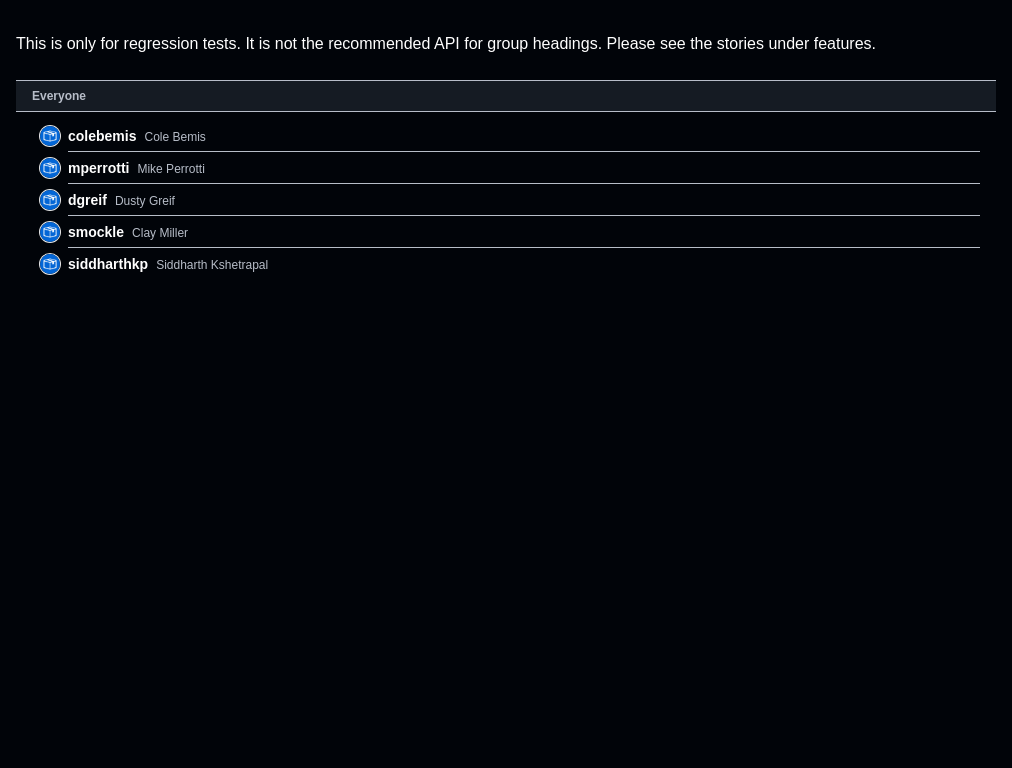 This is only for regression tests. It is not the recommended API for group headings. Please see the stories under features.
Everyone
colebemis Cole Bemis
mperrotti Mike Perrotti
dgreif Dusty Greif
smockle Clay Miller
siddharthkp Siddharth Kshetrapal